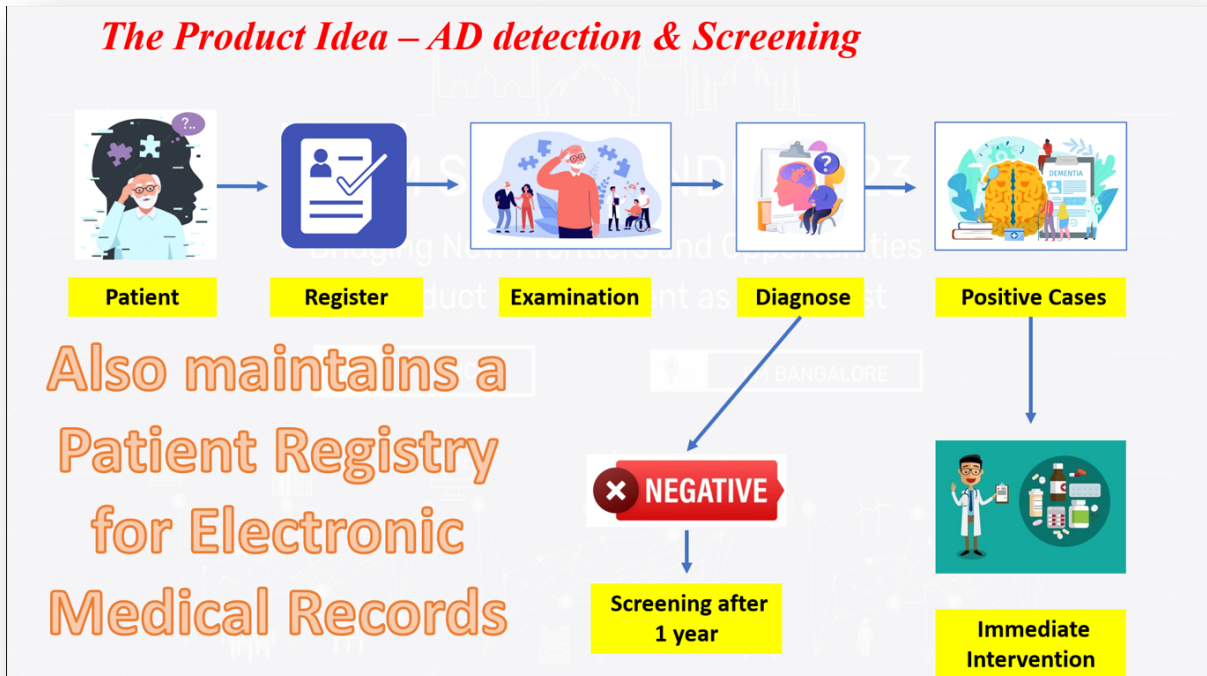 The Product Idea – AD detection & Screening
?..
?
DEMENTIA
Patient
Register
Examination
Diagnose
Positive Cases
Also maintains a
Patient Registry
for Electronic
Medical Records
NEGATIVE
Screening after
1 year
Immediate
Intervention
BANGALORE